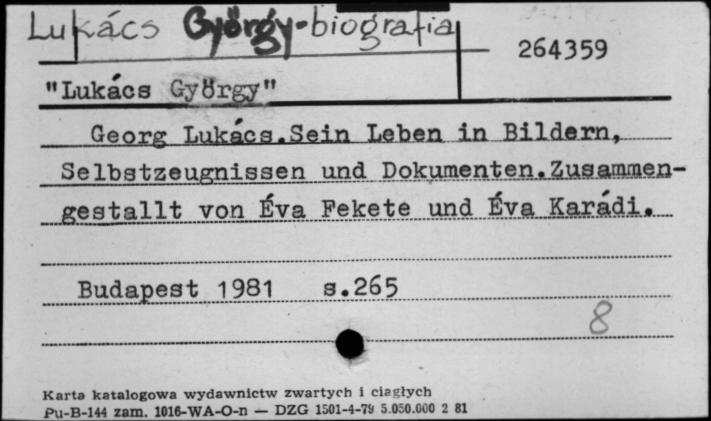 Lukács György-biografia
264359
"Lukács György"
Georg Lukács.Sein Leben in Bildern,
Selbstzeugnissen und Dokumenten.Zusammen-
gestallt von Éva Fekete und Éva Karádi.
Budapest 1981 s.265
8
Karta katalogowa wydawnictw zwartych i ciągłych
Pu-B-144 zam. 1016-WA-O-n — DZG 1501-4-79 5.050.000 2 81